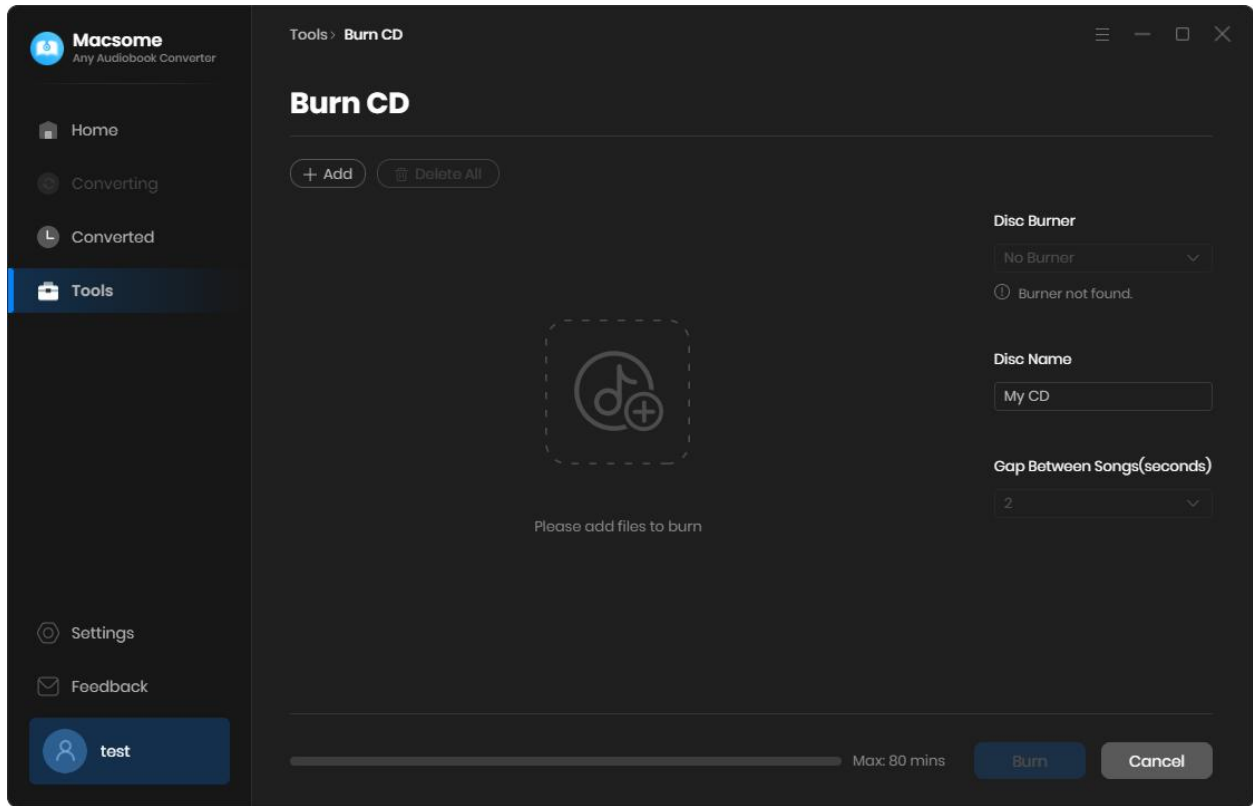 Macsome
Any Audiobook Converter
Home
Converting
Converted
Tools
Settings
Feedback
test
Tools > Burn CD
Burn CD
+ Add
Delete All
Please add files to burn
Disc Burner
No Burner
Burner not found.
Disc Name
My CD
Gap Between Songs(seconds)
2
Max: 80 mins
Burn
Cancel